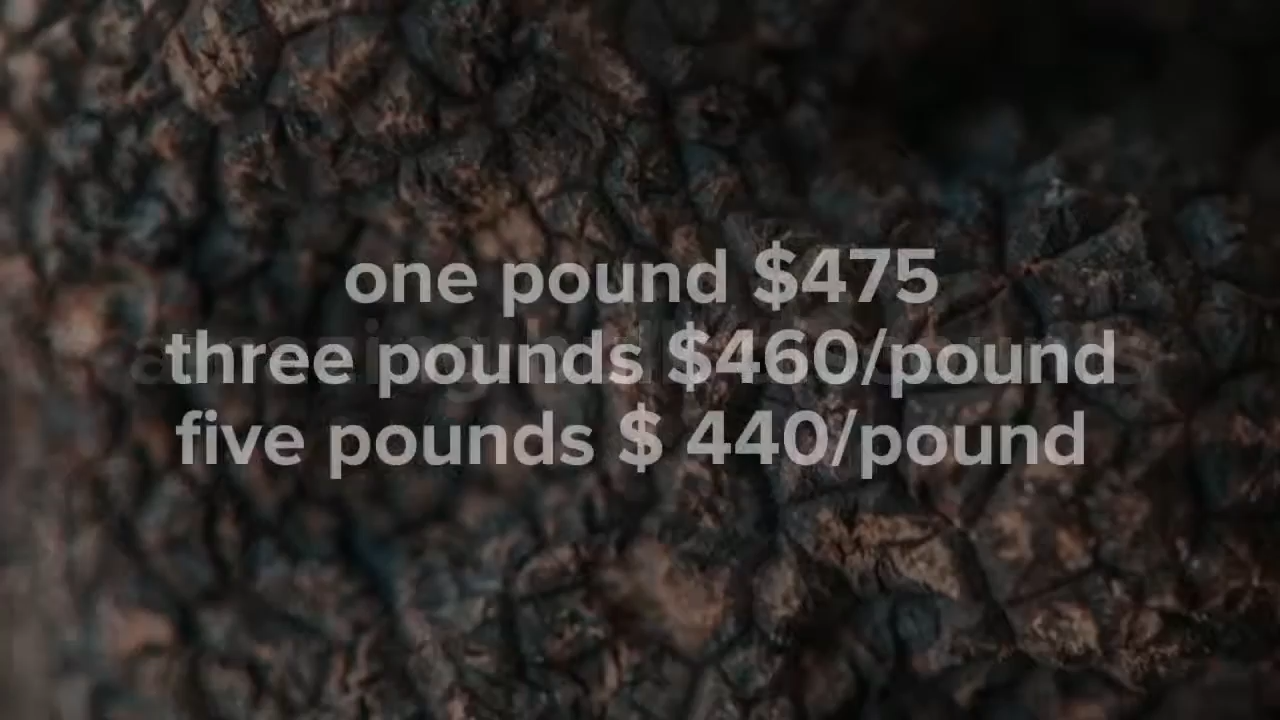 one pound $475
three pounds $460/pound
five pounds $ 440/pound